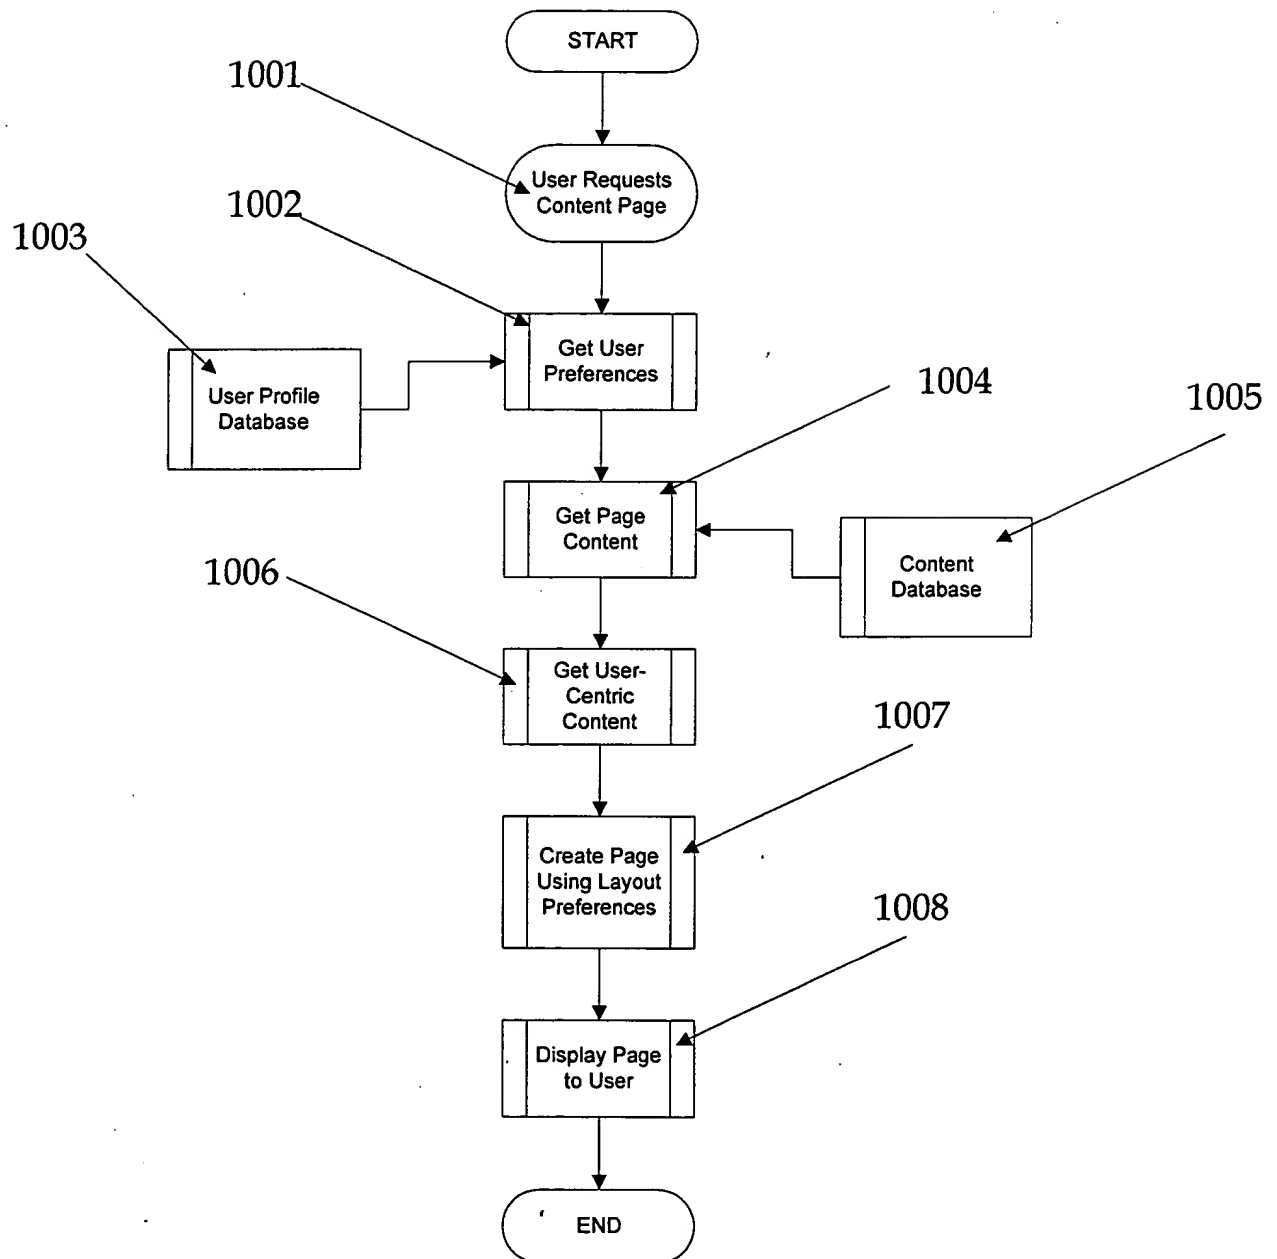 START
1001
User Requests
Content Page
1002
1003
Get User
Preferences
User Profile
Database
1004
1005
Get Page
Content
Content
Database
1006
Get User-
Centric
Content
1007
Create Page
Using Layout
Preferences
1008
Display Page
to User
END